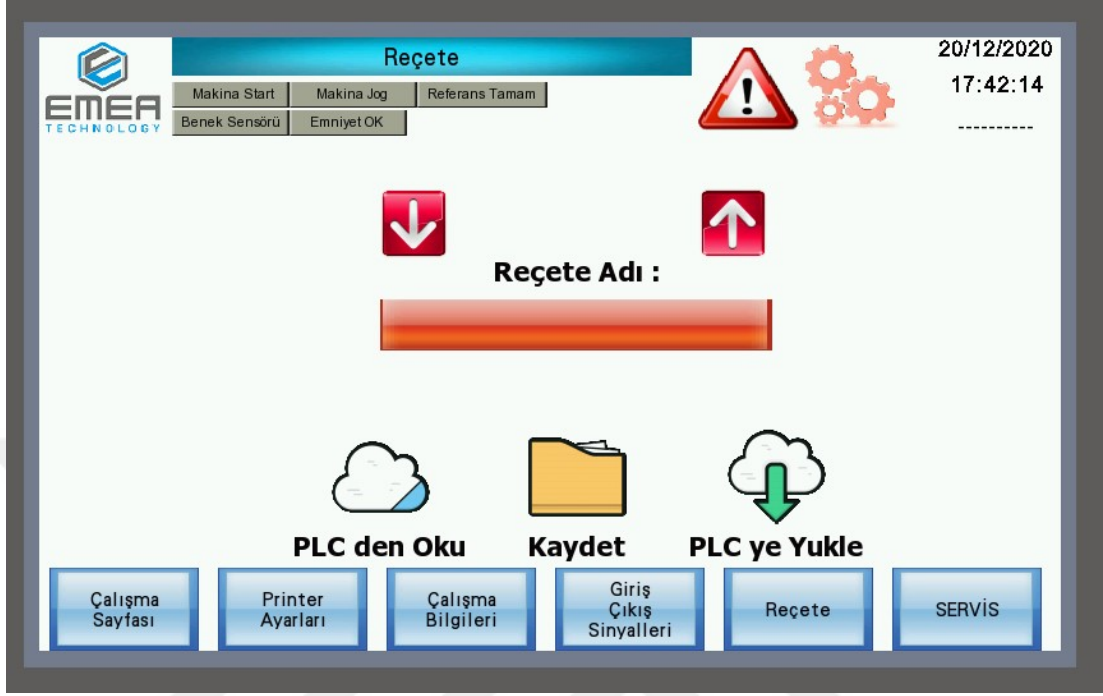 EMEA
TECHNOLOGY
Reçete
20/12/2020
17:42:14
----------
Makina Start
Makina Jog
Referans Tamam
Benek Sensörü
Emniyet OK
Reçete Adı :
PLC den Oku
Kaydet
PLC ye Yukle
Çalışma
Sayfası
Printer
Ayarları
Çalışma
Bilgileri
Giriş
Çıkış
Sinyalleri
Reçete
SERVİS